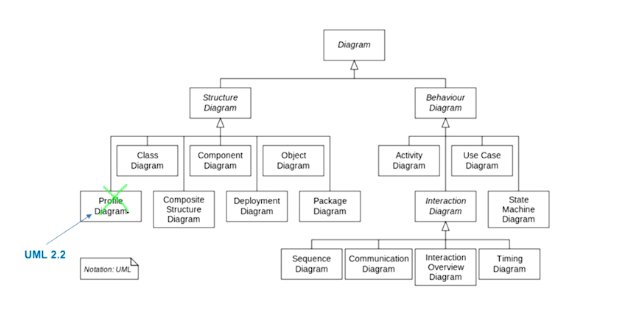 Diagram
Structure
Diagram
Behaviour
Diagram
Class
Diagram
Component
Diagram
Object
Diagram
Activity
Diagram
Use Case
Diagram
Profile
Diagram
Composite
Structure
Diagram
Deployment
Diagram
Package
Diagram
Interaction
Diagram
State
Machine
Diagram
UML 2.2
Notation: UML
Sequence
Diagram
Communication
Diagram
Interaction
Overview
Diagram
Timing
Diagram